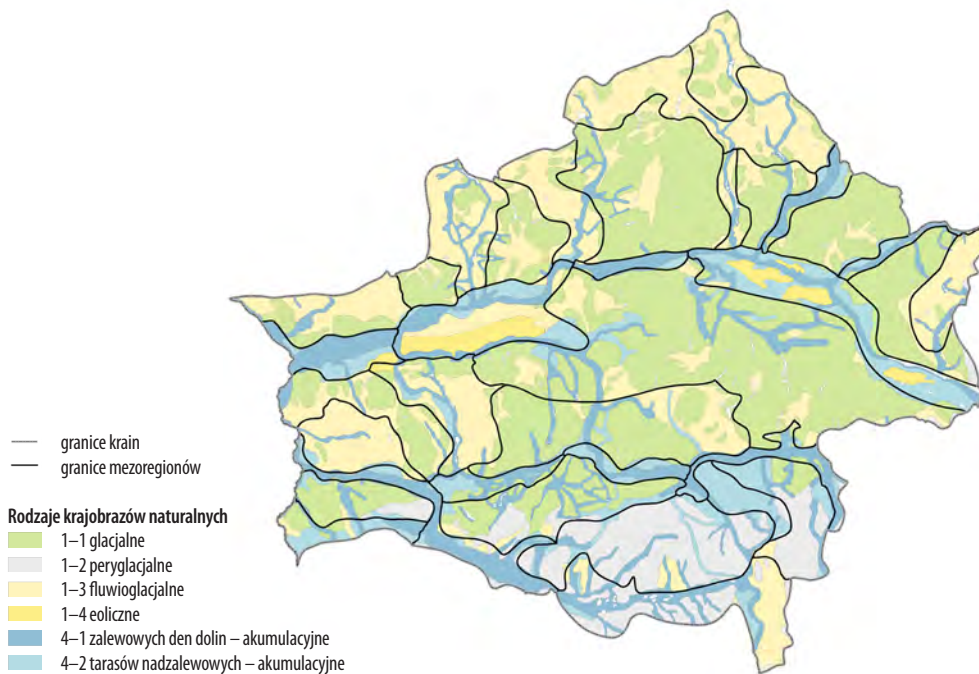 granice krain
granice mezoregionów
Rodzaje krajobrazów naturalnych
1–1 glacjalne
1–2 peryglacjalne
1–3 fluwioglacjalne
1–4 eoliczne
4–1 zalewowych den dolin – akumulacyjne
4–2 tarasów nadzalewowych – akumulacyjne